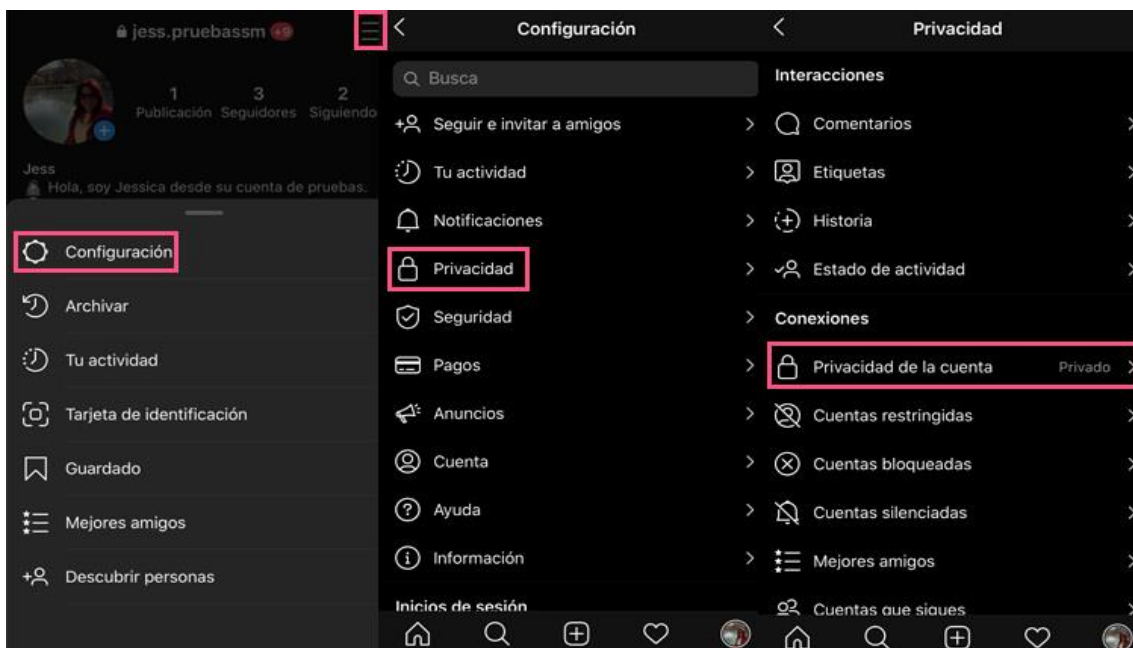 jess.pruebassm +9
1 3 2
Publicación Seguidores Siguiendo
Jess
Hola, soy Jessica desde su cuenta de pruebas.
Configuración
Archivar
Tu actividad
Tarjeta de identificación
Guardado
Mejores amigos
Descubrir personas
Configuración
Busca
Seguir e invitar a amigos
Tu actividad
Notificaciones
Privacidad
Seguridad
Pagos
Anuncios
Cuenta
Ayuda
Información
Inicios de sesión
Privacidad
Interacciones
Comentarios
Etiquetas
Historia
Estado de actividad
Conexiones
Privacidad de la cuenta Privado
Cuentas restringidas
Cuentas bloqueadas
Cuentas silenciadas
Mejores amigos
Cuentas que sigues